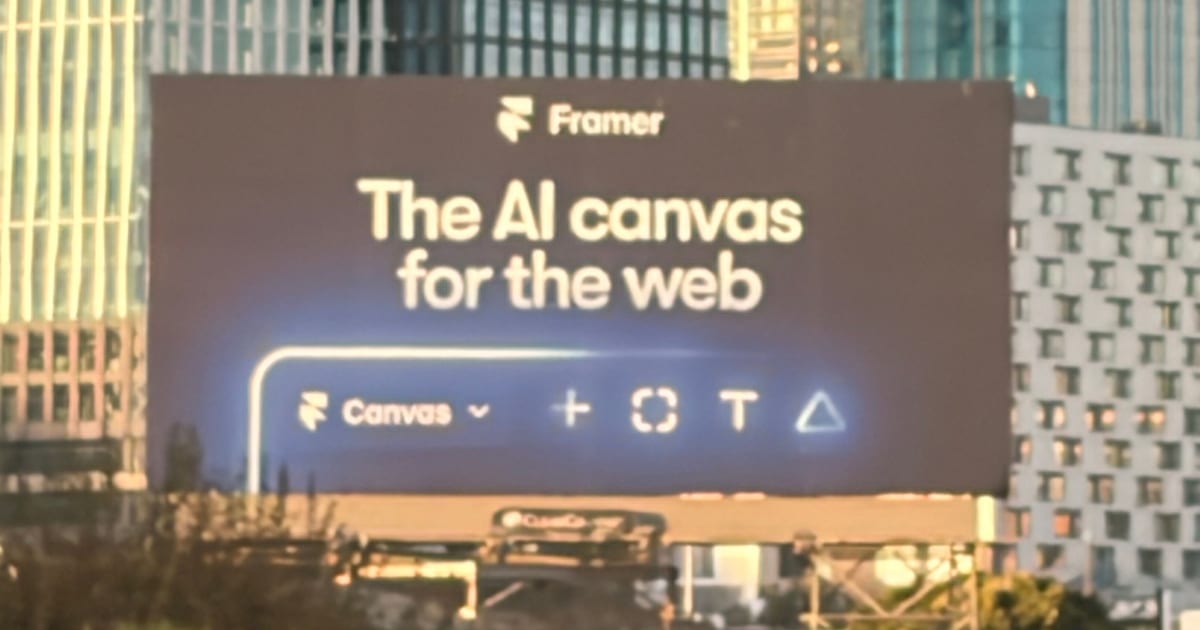 Framer
The AI canvas
for the web
Canvas
T